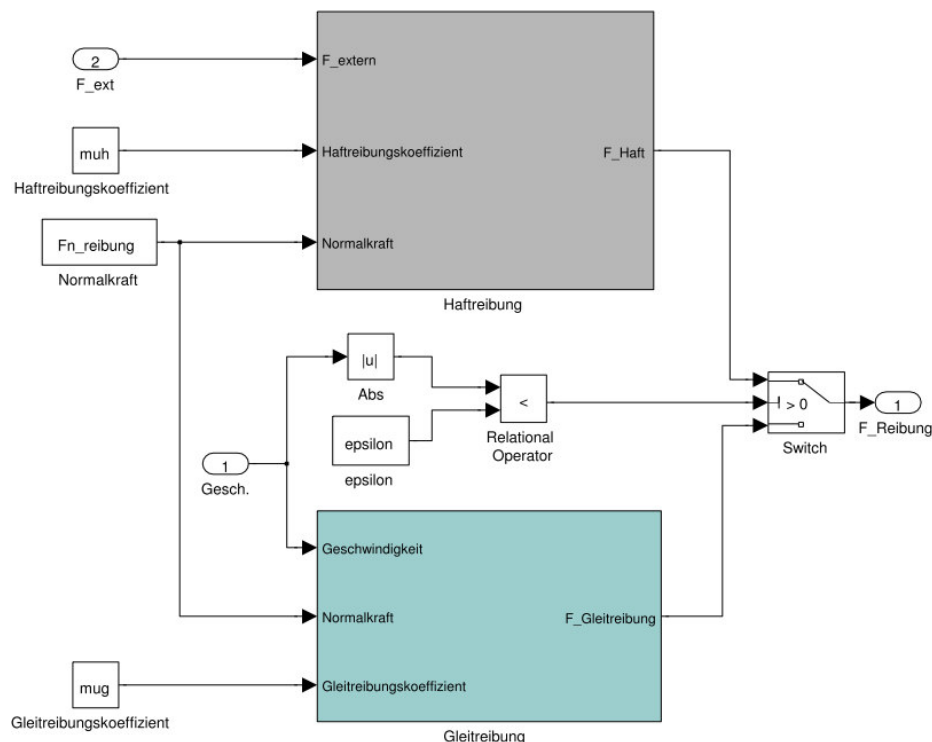 2
F_ext
F_extern
muh
Haftreibungskoeffizient
Haftreibungskoeffizient
F_Haft
Fn_reibung
Normalkraft
Normalkraft
Haftreibung
|u|
Abs
epsilon
epsilon
<
Relational
Operator
> 0
Switch
1
F_Reibung
1
Gesch.
Geschwindigkeit
Normalkraft
F_Gleitreibung
mug
Gleitreibungskoeffizient
Gleitreibungskoeffizient
Gleitreibung